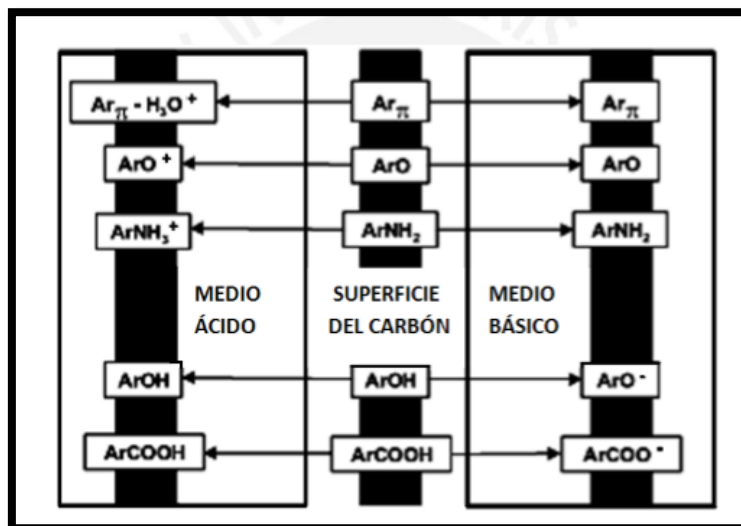 Arπ - H₃O⁺ Arπ Arπ
ArO⁺ ArO ArO
ArNH₃⁺ ArNH₂ ArNH₂
MEDIO SUPERFICIE MEDIO
ÁCIDO DEL CARBÓN BÁSICO
ArOH ArOH ArO⁻
ArCOOH ArCOOH ArCOO⁻